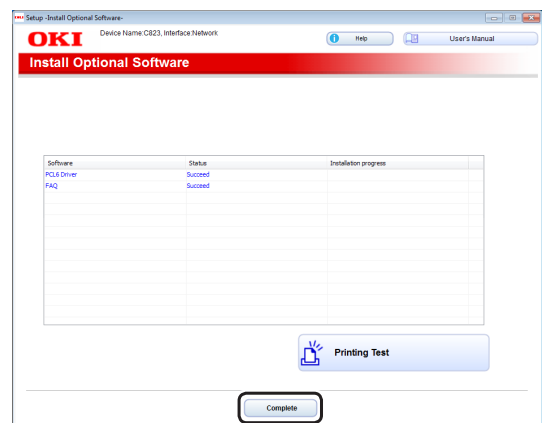 OKI Setup -Install Optional Software-
OKI Device Name:C823, Interface:Network Help User's Manual
Install Optional Software
Software Status Installation progress
PCL6 Driver Succeed
FAQ Succeed
Printing Test
Complete